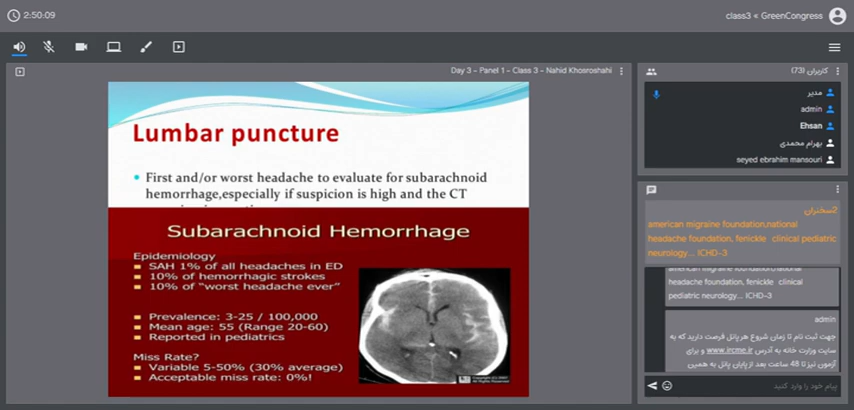 2:50:09
class3 « GreenCongress
Day 3 - Panel 1 - Class 3 - Nahid Khosroshahi
Lumbar puncture
First and/or worst headache to evaluate for subarachnoid
hemorrhage,especially if suspicion is high and the CT
Subarachnoid Hemorrhage
Epidemiology
SAH 1% of all headaches in ED
10% of hemorrhagic strokes
10% of “worst headache ever”
Prevalence: 3-25 / 100,000
Mean age: 55 (Range 20-60)
Reported in pediatrics
Miss Rate?
Variable 5-50% (30% average)
Acceptable miss rate: 0%!
کاربران (73)
مدیر
admin
Ehsan
بهرام محمدی
seyed ebrahim mansouri
سخنران2
american migraine foundation,national
headache foundation, fenickle clinical pediatric
neurology... ICHD-3
american migraine foundation,national
headache foundation, fenickle clinical
pediatric neurology... ICHD-3
admin
جهت ثبت نام تا زمان شروع هر پانل فرصت دارید که به
سایت وزارت خانه به آدرس www.ircme.ir و برای
آزمون نیز تا 48 ساعت بعد از پایان پانل به همین
پیام خود را وارد کنید